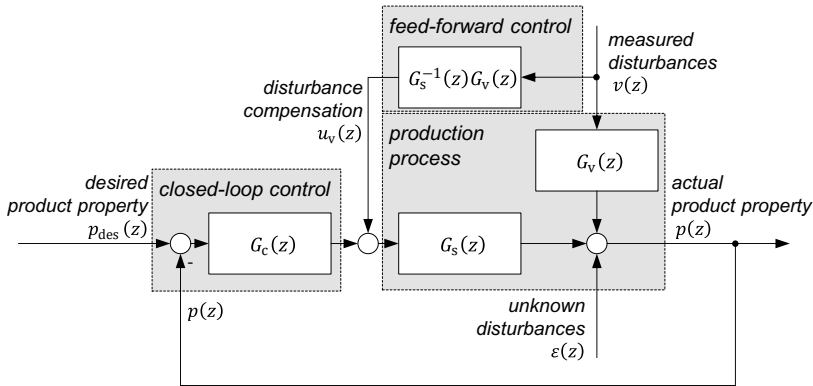 feed-forward control
measured
disturbances
v(z)
G_s^{-1}(z)G_v(z)
disturbance
compensation
u_v(z)
production
process
G_v(z)
desired
product property
p_des(z)
closed-loop control
actual
product property
p(z)
G_c(z)
G_s(z)
-
p(z)
unknown
disturbances
ε(z)